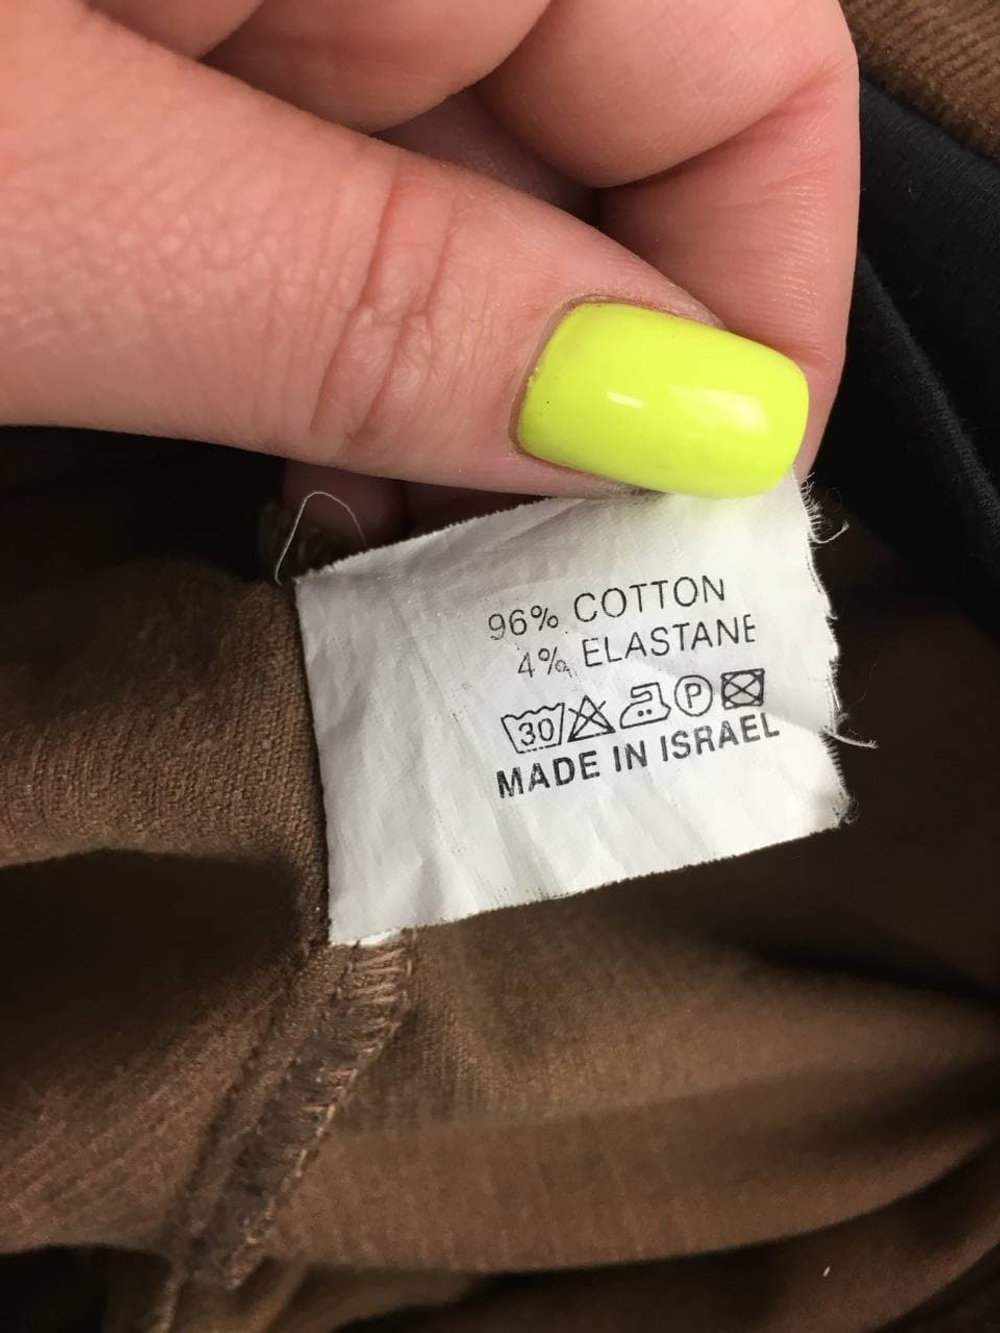 96% COTTON
4% ELASTANE
30 P
MADE IN ISRAEL